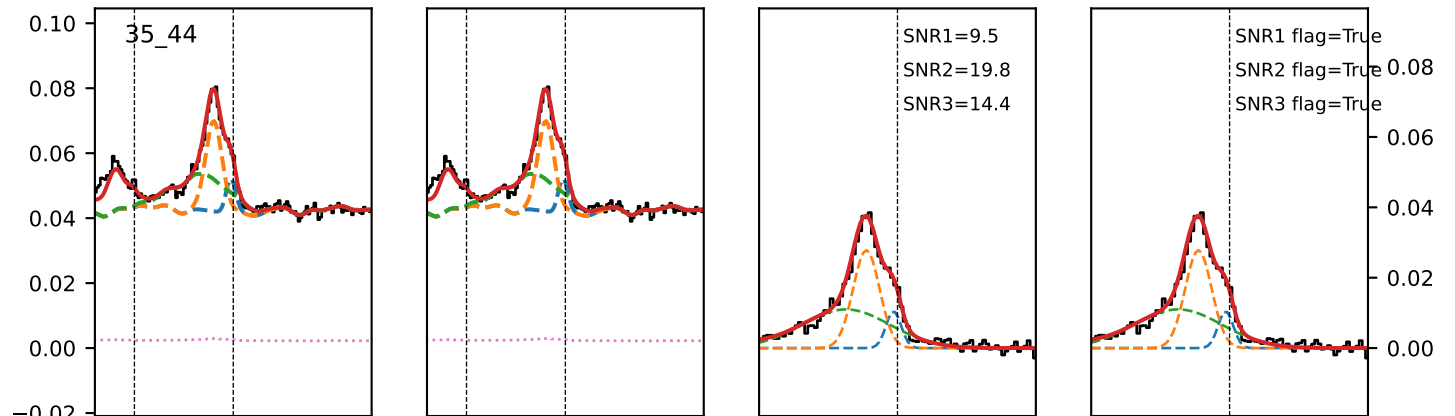 0.10
0.08
0.06
0.04
0.02
0.00
−0.02
35_44
SNR1=9.5
SNR2=19.8
SNR3=14.4
SNR1 flag=True
SNR2 flag=True
SNR3 flag=True
0.08
0.06
0.04
0.02
0.00